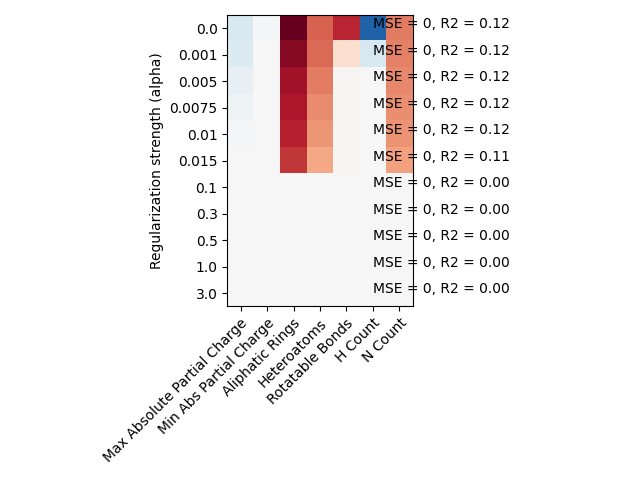 0.0 MSE = 0, R2 = 0.12
0.001 MSE = 0, R2 = 0.12
0.005 MSE = 0, R2 = 0.12
0.0075 MSE = 0, R2 = 0.12
0.01 MSE = 0, R2 = 0.12
0.015 MSE = 0, R2 = 0.11
0.1 MSE = 0, R2 = 0.00
0.3 MSE = 0, R2 = 0.00
0.5 MSE = 0, R2 = 0.00
1.0 MSE = 0, R2 = 0.00
3.0 MSE = 0, R2 = 0.00
Regularization strength (alpha)
Max Absolute Partial Charge
Min Abs Partial Charge
Aliphatic Rings
Heteroatoms
Rotatable Bonds
H Count
N Count